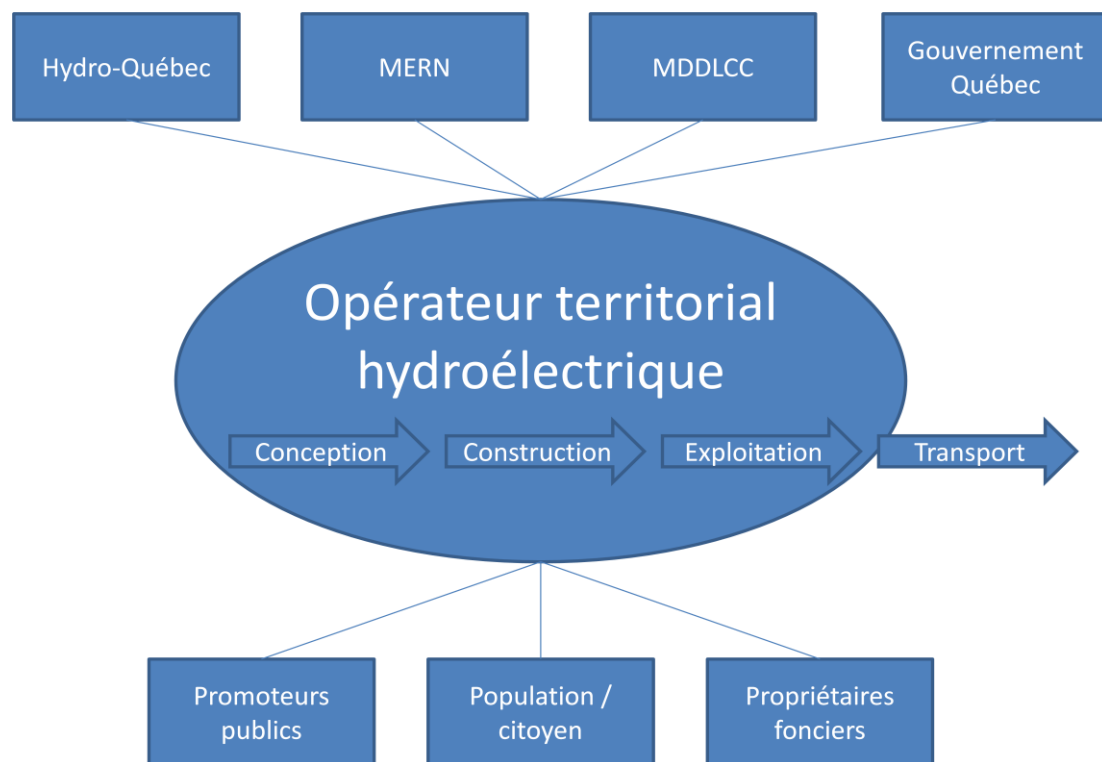 Hydro-Québec
MERN
MDDLCC
Gouvernement
Québec
Opérateur territorial
hydroélectrique
Conception
Construction
Exploitation
Transport
Promoteurs
publics
Population /
citoyen
Propriétaires
fonciers